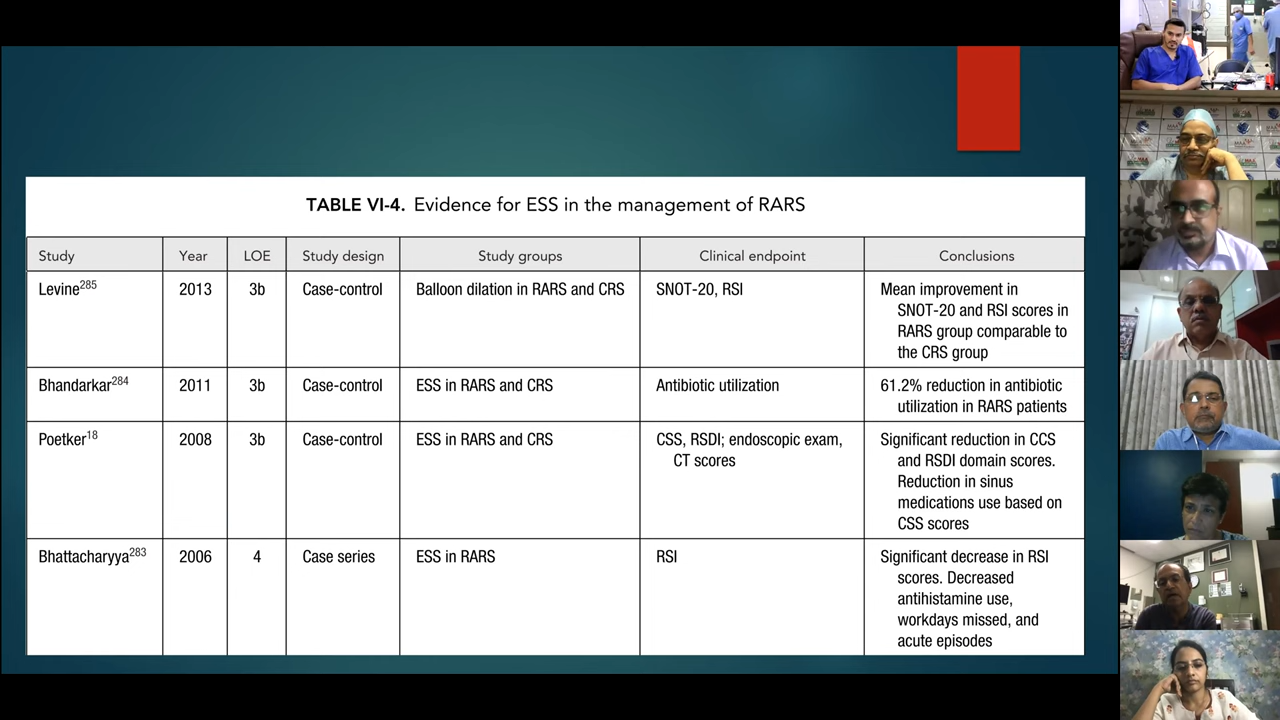 TABLE VI-4. Evidence for ESS in the management of RARS
Study Year LOE Study design Study groups Clinical endpoint Conclusions
Levine285 2013 3b Case-control Balloon dilation in RARS and CRS SNOT-20, RSI Mean improvement in
SNOT-20 and RSI scores in
RARS group comparable to
the CRS group
Bhandarkar284 2011 3b Case-control ESS in RARS and CRS Antibiotic utilization 61.2% reduction in antibiotic
utilization in RARS patients
Poetker18 2008 3b Case-control ESS in RARS and CRS CSS, RSDI; endoscopic exam, Significant reduction in CCS
CT scores and RSDI domain scores.
Reduction in sinus
medications use based on
CSS scores
Bhattacharyya283 2006 4 Case series ESS in RARS RSI Significant decrease in RSI
scores. Decreased
antihistamine use,
workdays missed, and
acute episodes